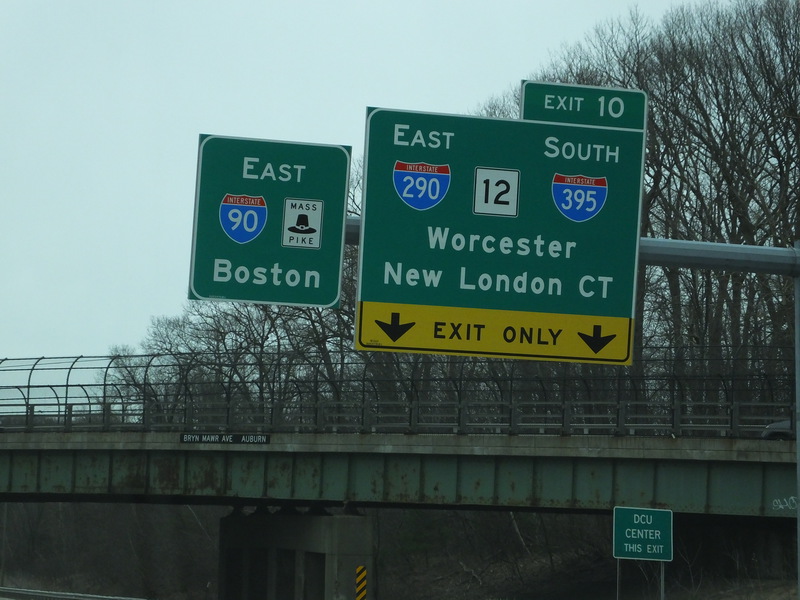 EAST
INTERSTATE
90
MASS
PIKE
Boston
EXIT 10
EAST
SOUTH
INTERSTATE
290
12
INTERSTATE
395
Worcester
New London CT
EXIT ONLY
BRYN MAWR AVE AUBURN
DCU
CENTER
THIS EXIT